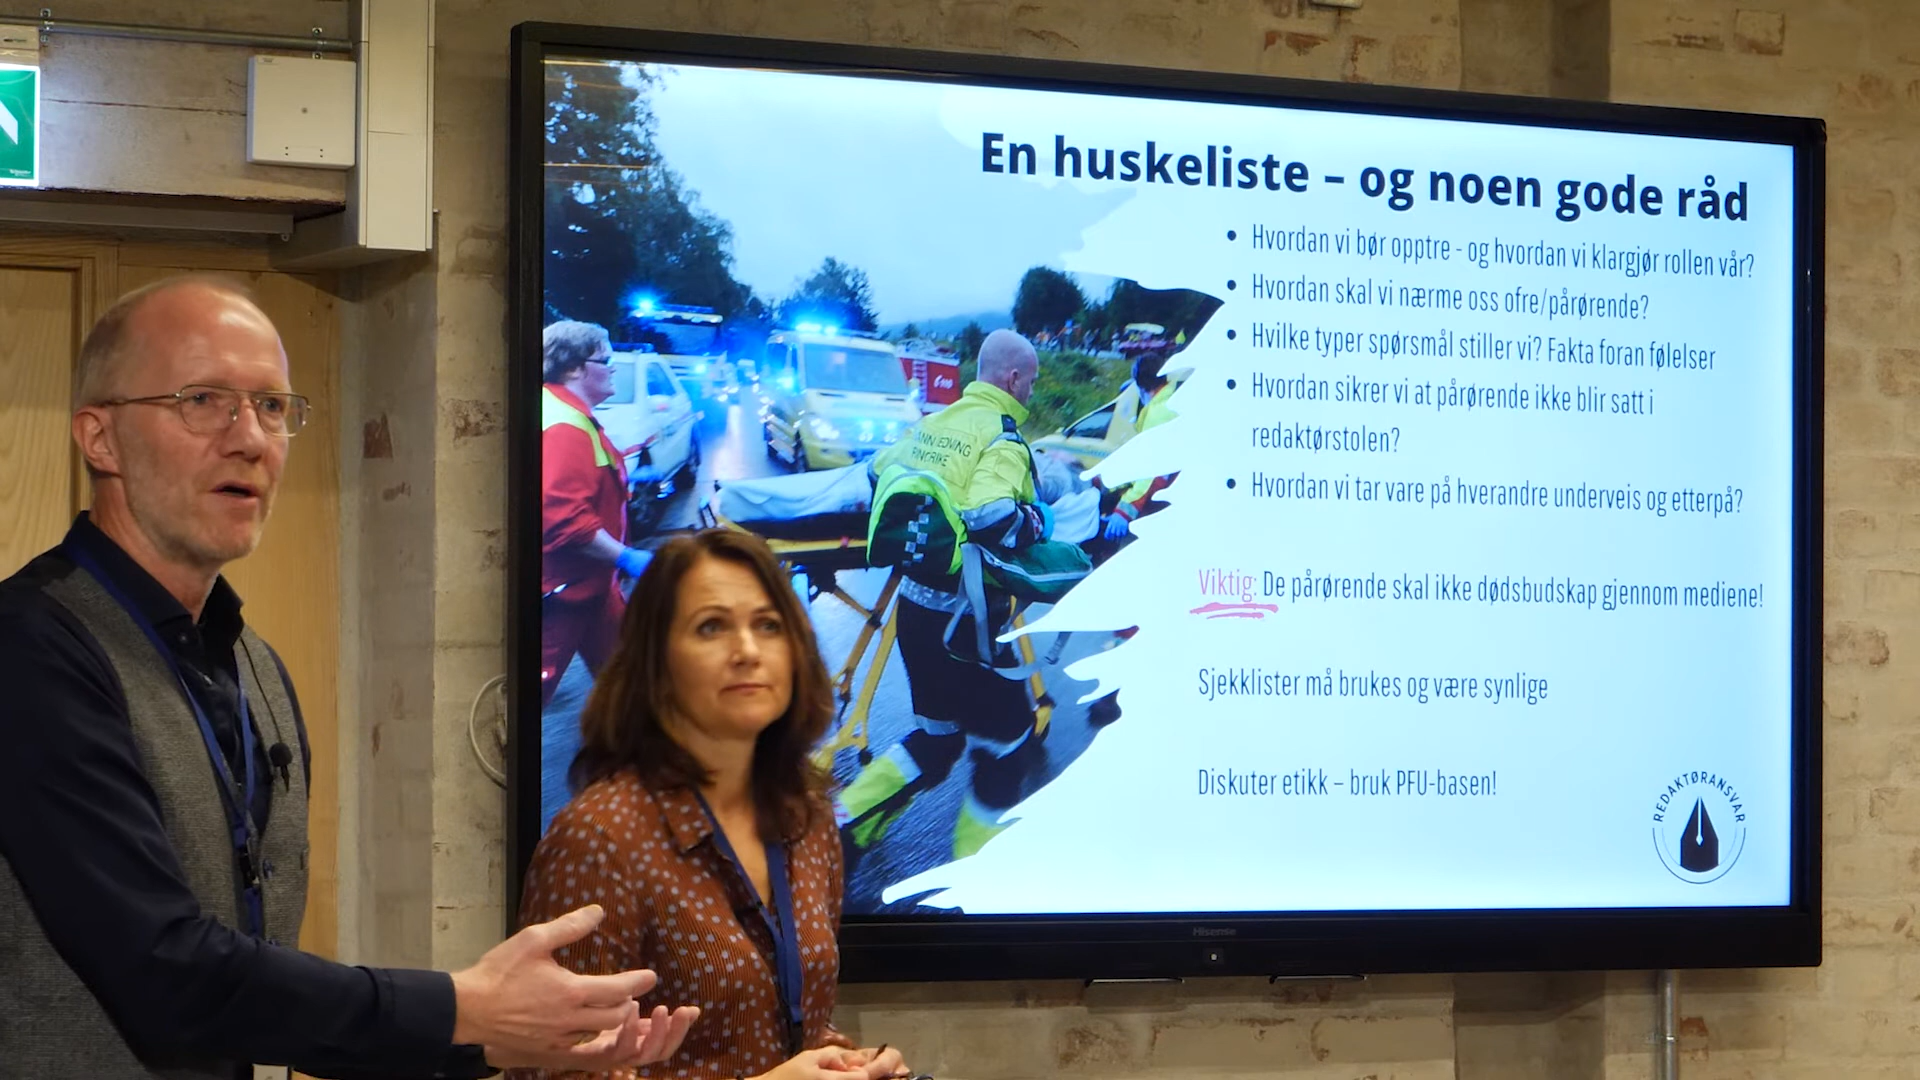 En huskeliste – og noen gode råd
• Hvordan vi bør opptre - og hvordan vi klargjør rollen vår?
• Hvordan skal vi nærme oss ofre/pårørende?
• Hvilke typer spørsmål stiller vi? Fakta foran følelser
• Hvordan sikrer vi at pårørende ikke blir satt i
redaktørstolen?
• Hvordan vi tar vare på hverandre underveis og etterpå?
Viktig: De pårørende skal ikke dødsbudskap gjennom mediene!
Sjekklister må brukes og være synlige
Diskuter etikk – bruk PFU-basen!
REDAKTØRANSVAR
RINGRIKE
110
Hisense